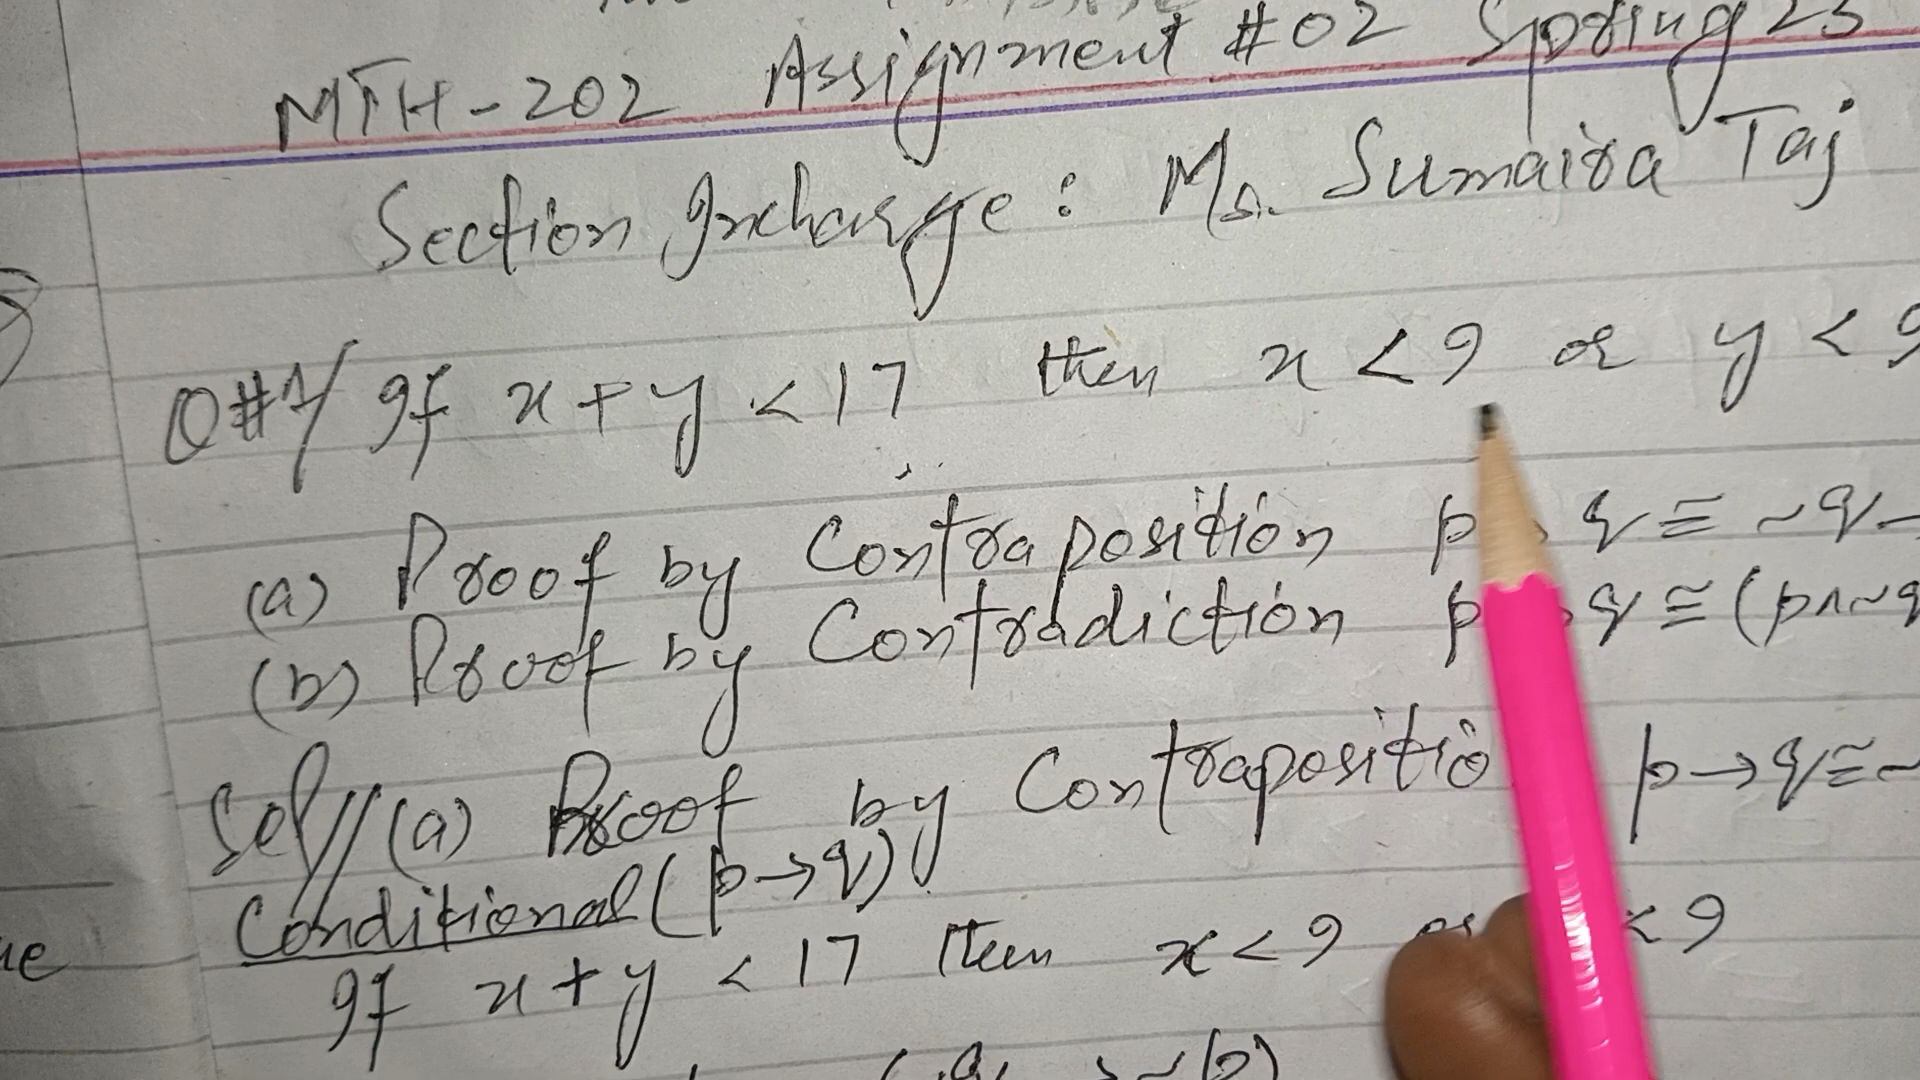 MTH-202 Assignment #02 Spring 23
Section Incharge: Ms. Sumaira Taj
Q#1/ If x+y < 17 then x < 9 or y < 9
(a) Proof by Contraposition p q ≡ ~q
(b) Proof by Contradiction p q ≅ (p∧~q
Sol// (a) Proof by Contrapositio p→q ≅ ~
Conditional (p→q)
If x+y < 17 then x < 9 or < 9